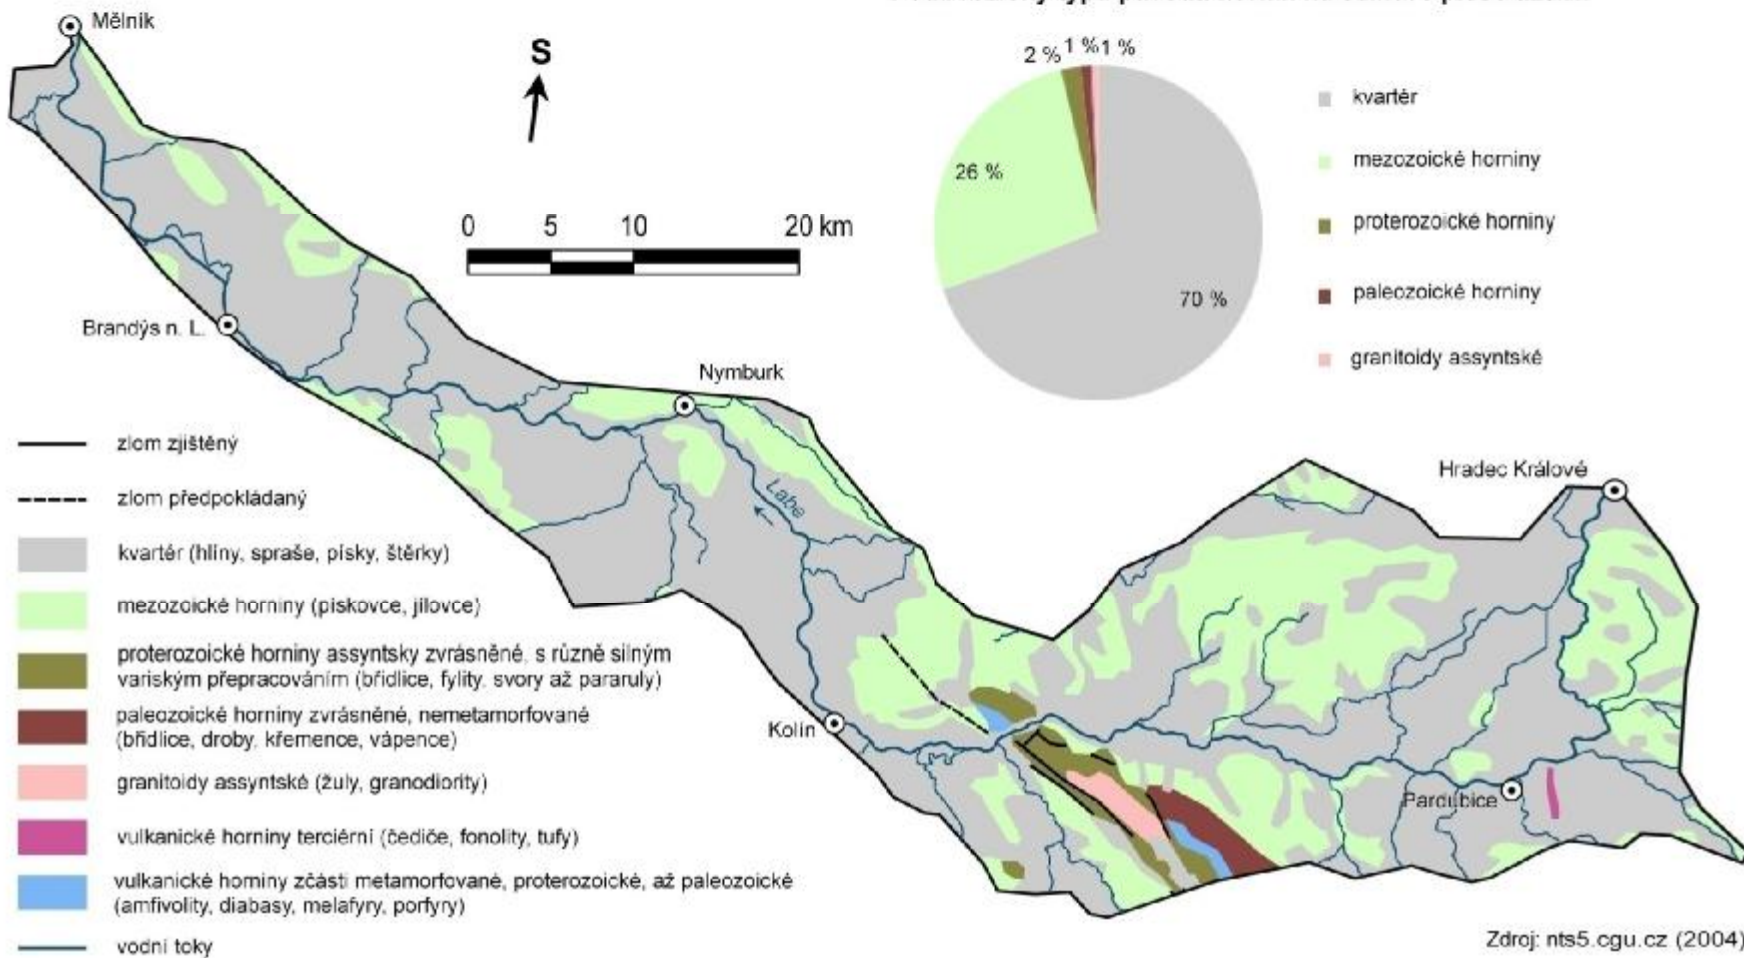 Mělník
S
0 5 10 20 km
Brandýs n. L.
Nymburk
Labe
Hradec Králové
Kolín
Pardubice
2 % 1 % 1 %
26 %
70 %
kvartér
mezozoické horniny
proterozoické horniny
paleozoické horniny
granitoidy assyntské
zlom zjištěný
zlom předpokládaný
kvartér (hlíny, spraše, písky, štěrky)
mezozoické horniny (pískovce, jílovce)
proterozoické horniny assyntsky zvrásněné, s různě silným
variským přepracováním (břidlice, fylity, svory až pararuly)
paleozoické horniny zvrásněné, nemetamorfované
(břidlice, droby, křemence, vápence)
granitoidy assyntské (žuly, granodiority)
vulkanické horniny terciérní (čediče, fonolity, tufy)
vulkanické horniny zčásti metamorfované, proterozoické, až paleozoické
(amfivolity, diabasy, melafyry, porfyry)
vodní toky
Zdroj: nts5.cgu.cz (2004)